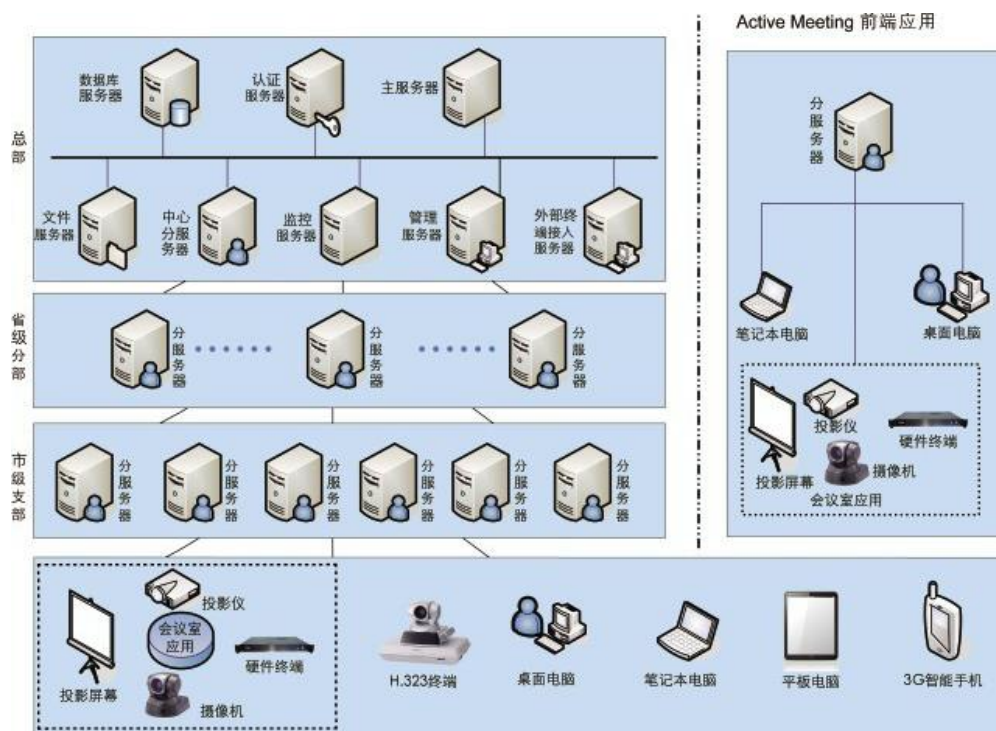 Active Meeting 前端应用
总部
数据库
服务器
认证
服务器
主服务器
文件
服务器
中心
分服务器
监控
服务器
管理
服务器
外部终
端接入
服务器
省级分部
分服务器
分服务器
分服务器
市级支部
分服务器
分服务器
分服务器
分服务器
分服务器
分服务器
投影仪
会议室
应用
硬件终端
投影屏幕
摄像机
H.323终端
桌面电脑
笔记本电脑
平板电脑
3G智能手机
分服务器
笔记本电脑
桌面电脑
投影仪
硬件终端
摄像机
投影屏幕
会议室应用